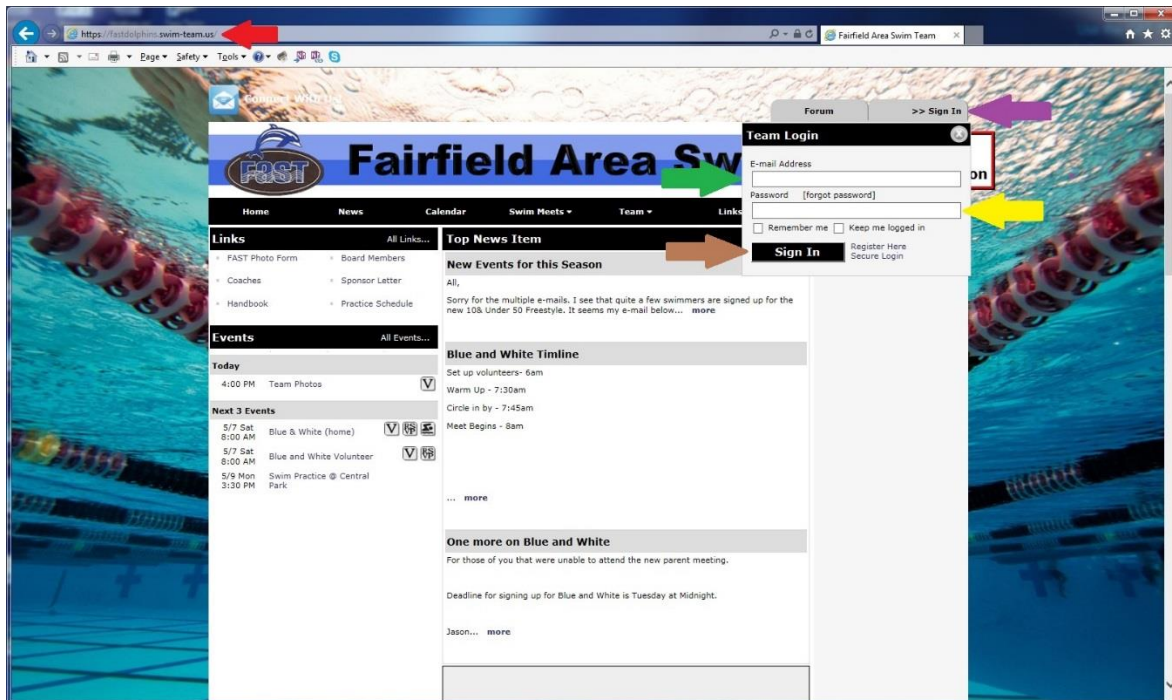 https://fastdolphins.swim-team.us/
Fairfield Area Swim Team
Page Safety Tools
Connect With Us
Forum
>> Sign In
FAST
Fairfield Area Sw
on
Team Login
E-mail Address
Password [forgot password]
Remember me Keep me logged in
Sign In
Register Here
Secure Login
Home News Calendar Swim Meets Team Links
Links All Links...
FAST Photo Form Board Members
Coaches Sponsor Letter
Handbook Practice Schedule
Events All Events...
Today
4:00 PM Team Photos V
Next 3 Events
5/7 Sat
8:00 AM Blue & White (home) V
5/7 Sat
8:00 AM Blue and White Volunteer V
5/9 Mon Swim Practice @ Central
3:30 PM Park
Top News Item
New Events for this Season
All,
Sorry for the multiple e-mails. I see that quite a few swimmers are signed up for the
new 10& Under 50 Freestyle. It seems my e-mail below... more
Blue and White Timline
Set up volunteers- 6am
Warm Up - 7:30am
Circle in by - 7:45am
Meet Begins - 8am
... more
One more on Blue and White
For those of you that were unable to attend the new parent meeting.
Deadline for signing up for Blue and White is Tuesday at Midnight.
Jason... more